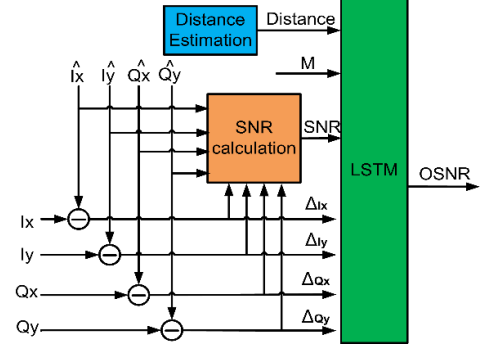 Distance
Estimation
Distance
M
Îx Îy Q̂x Q̂y
SNR
calculation
SNR
LSTM
OSNR
Ix
ΔIx
Iy
ΔIy
Qx
ΔQx
Qy
ΔQy